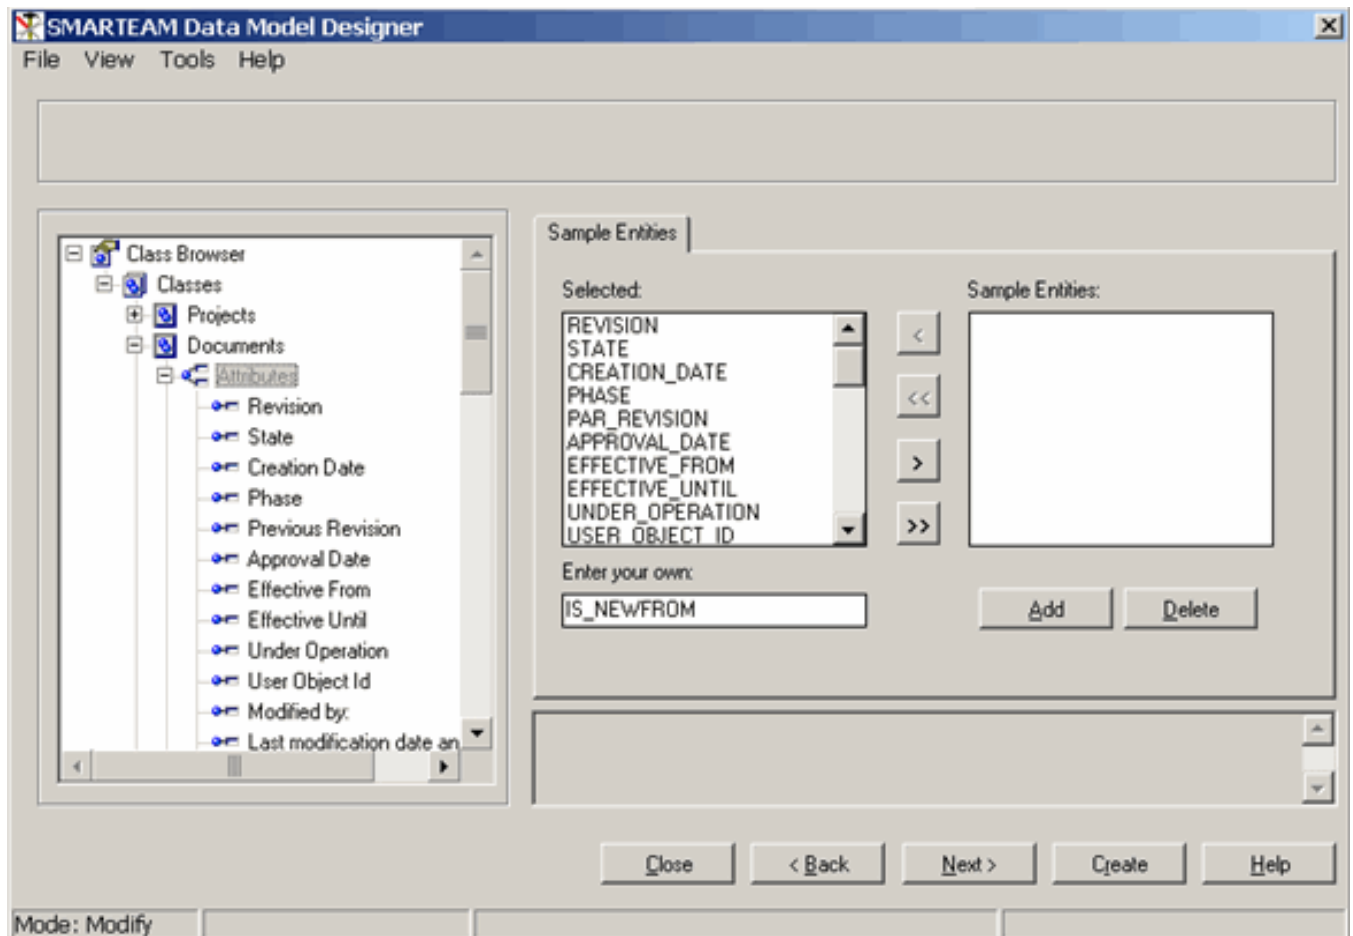 SMARTEAM Data Model Designer
File View Tools Help
Class Browser
Classes
Projects
Documents
Attributes
Revision
State
Creation Date
Phase
Previous Revision
Approval Date
Effective From
Effective Until
Under Operation
User Object Id
Modified by:
Last modification date an
Sample Entities
Selected:
REVISION
STATE
CREATION_DATE
PHASE
PAR_REVISION
APPROVAL_DATE
EFFECTIVE_FROM
EFFECTIVE_UNTIL
UNDER_OPERATION
USER_OBJECT_ID
<
<<
>
>>
Sample Entities:
Enter your own:
IS_NEWFROM
Add Delete
Close < Back Next > Create Help
Mode: Modify